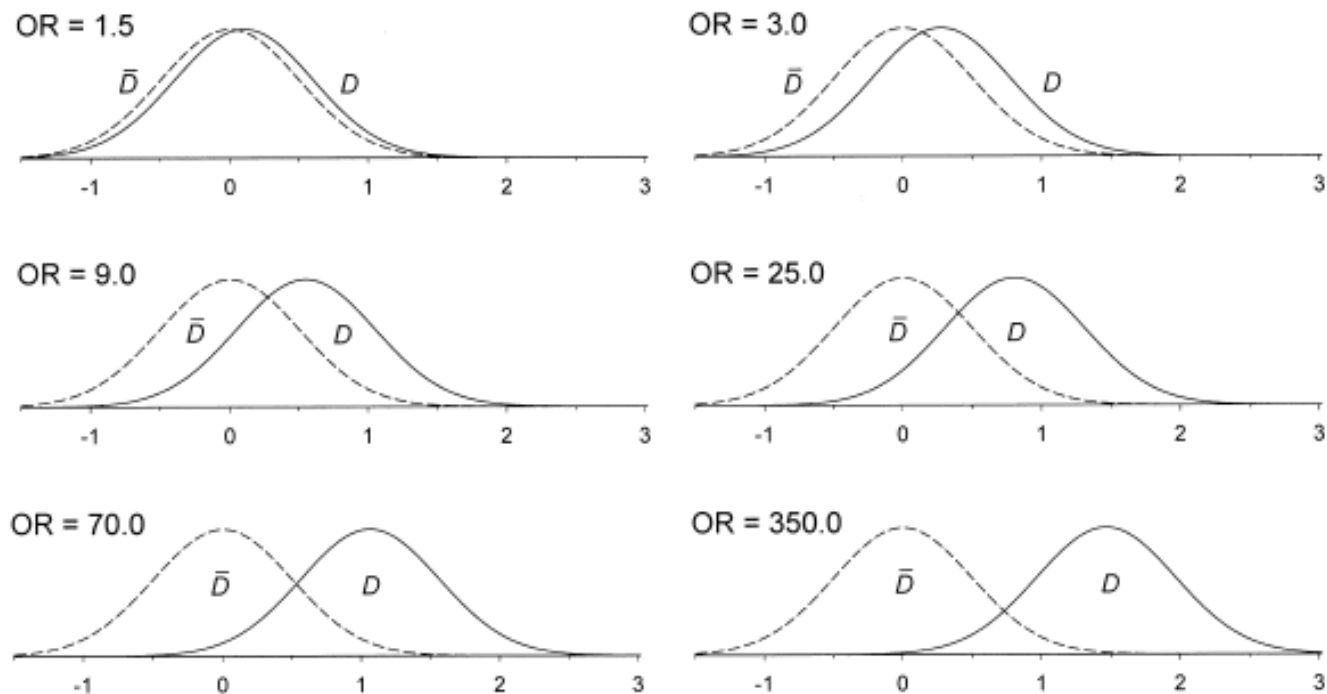 OR = 1.5
D̄ D
-1 0 1 2 3
OR = 3.0
D̄ D
-1 0 1 2 3
OR = 9.0
D̄ D
-1 0 1 2 3
OR = 25.0
D̄ D
-1 0 1 2 3
OR = 70.0
D̄ D
-1 0 1 2 3
OR = 350.0
D̄ D
-1 0 1 2 3